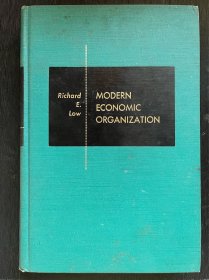 Richard
E.
Low
MODERN
ECONOMIC
ORGANIZATION